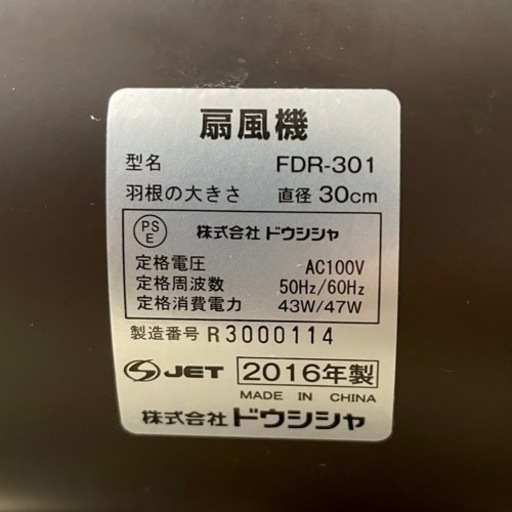 扇風機
型名 FDR-301
羽根の大きさ 直径 30cm
PS E 株式会社ドウシシャ
定格電圧 AC100V
定格周波数 50Hz/60Hz
定格消費電力 43W/47W
製造番号 R3000114
JET 2016年製
MADE IN CHINA
株式会社ドウシシャ